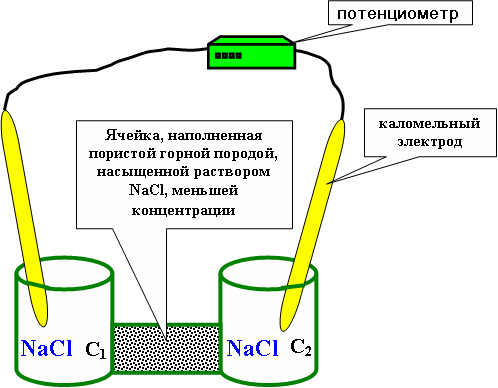 потенциометр
Ячейка, наполненная
пористой горной породой,
насыщенной раствором
NaCl, меньшей
концентрации
каломельный
электрод
NaCl C1
NaCl C2